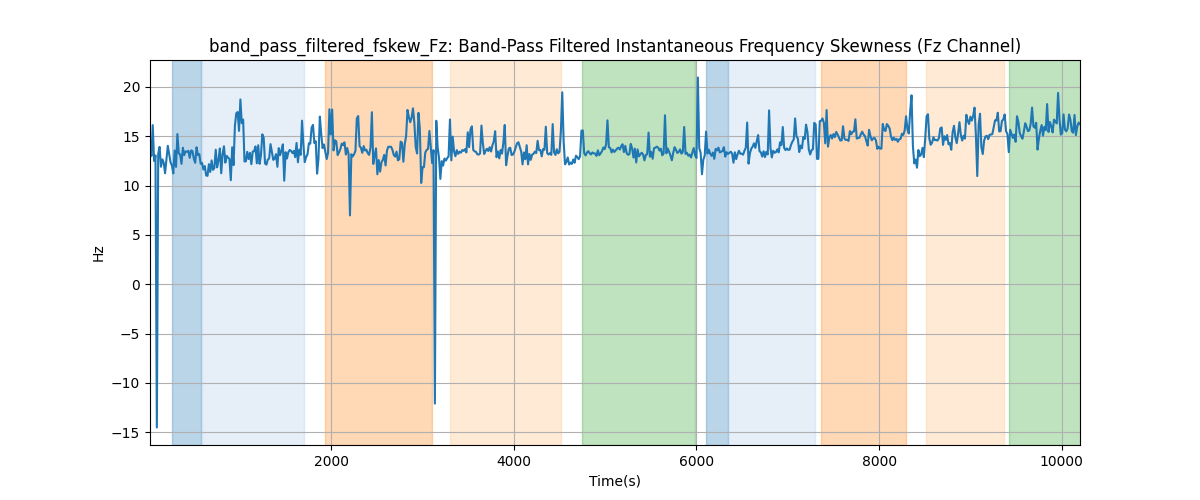 band_pass_filtered_fskew_Fz: Band-Pass Filtered Instantaneous Frequency Skewness (Fz Channel)
20
15
10
5
0
−5
−10
−15
Hz
2000 4000 6000 8000 10000
Time(s)